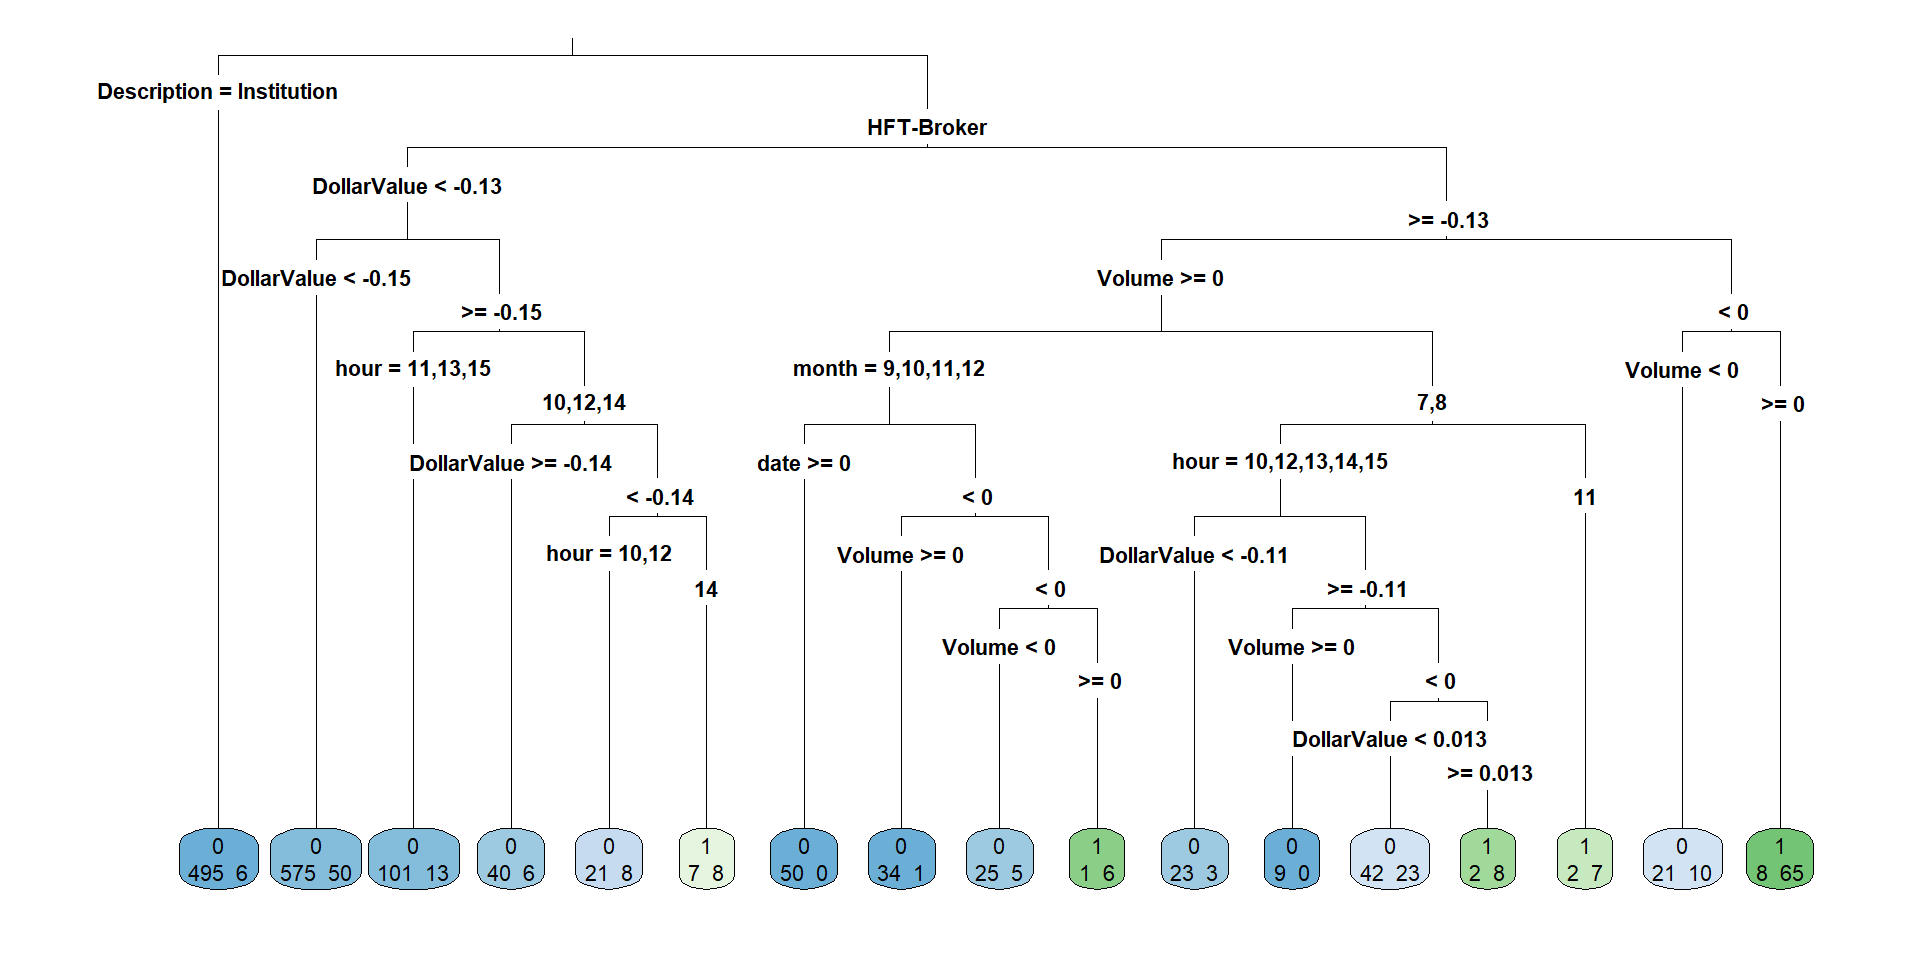 Description = Institution
HFT-Broker
DollarValue < -0.13
>= -0.13
DollarValue < -0.15
Volume >= 0
>= -0.15
< 0
hour = 11,13,15
month = 9,10,11,12
Volume < 0
10,12,14
7,8
>= 0
DollarValue >= -0.14
date >= 0
hour = 10,12,13,14,15
< -0.14
< 0
11
hour = 10,12
Volume >= 0
DollarValue < -0.11
14
< 0
>= -0.11
Volume < 0
Volume >= 0
>= 0
< 0
DollarValue < 0.013
>= 0.013
0 0 0 0 0 1 0 0 0 1 0 0 0 1 1 0 1
495 6 575 50 101 13 40 6 21 8 7 8 50 0 34 1 25 5 1 6 23 3 9 0 42 23 2 8 2 7 21 10 8 65